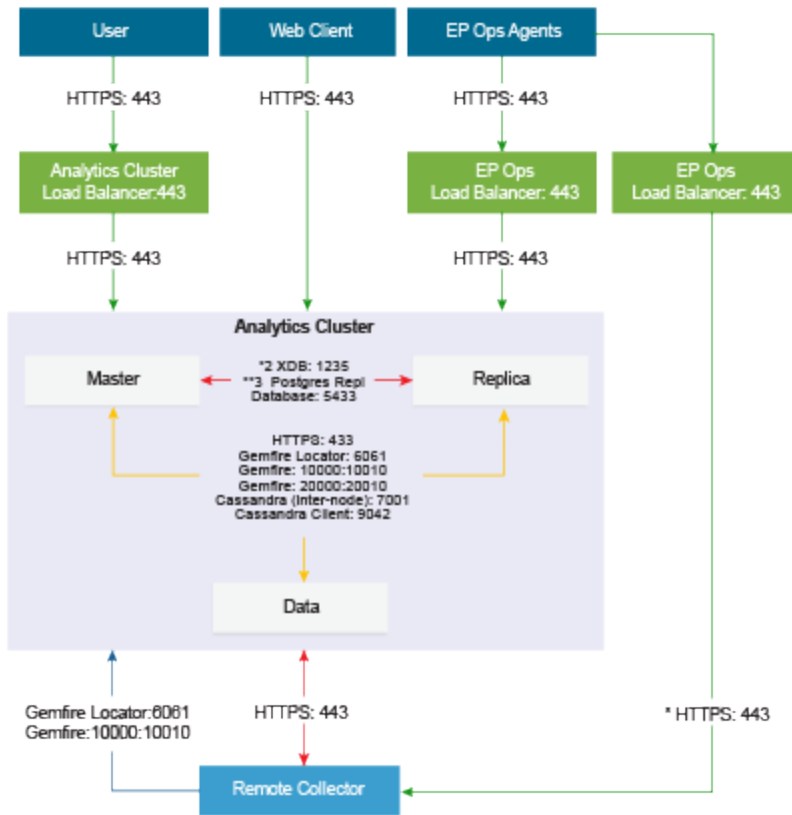 User
Web Client
EP Ops Agents
HTTPS: 443
HTTPS: 443
HTTPS: 443
Analytics Cluster
Load Balancer:443
EP Ops
Load Balancer: 443
EP Ops
Load Balancer: 443
HTTPS: 443
HTTPS: 443
Analytics Cluster
Master
*2 XDB: 1235
**3 Postgres Repl
Database: 5433
Replica
HTTPS: 433
Gemfire Locator: 6061
Gemfire: 10000:10010
Gemfire: 20000:20010
Cassandra (Inter-node): 7001
Cassandra Client: 9042
Data
Gemfire Locator:6061
Gemfire:10000:10010
HTTPS: 443
* HTTPS: 443
Remote Collector